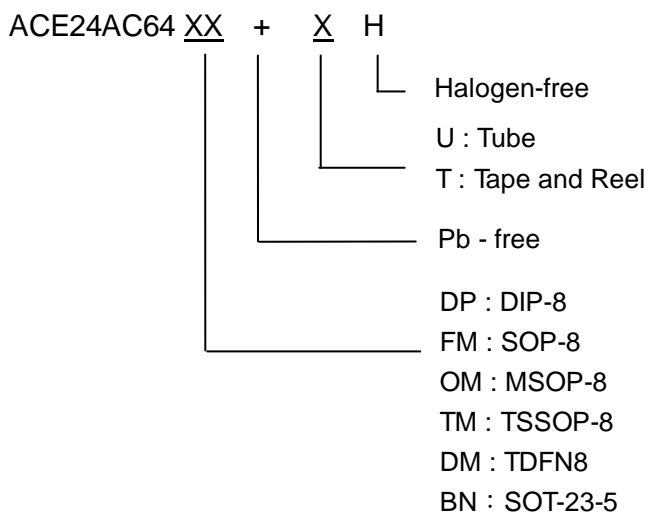 ACE24AC64 XX + X H
Halogen-free
U : Tube
T : Tape and Reel
Pb - free
DP : DIP-8
FM : SOP-8
OM : MSOP-8
TM : TSSOP-8
DM : TDFN8
BN：SOT-23-5